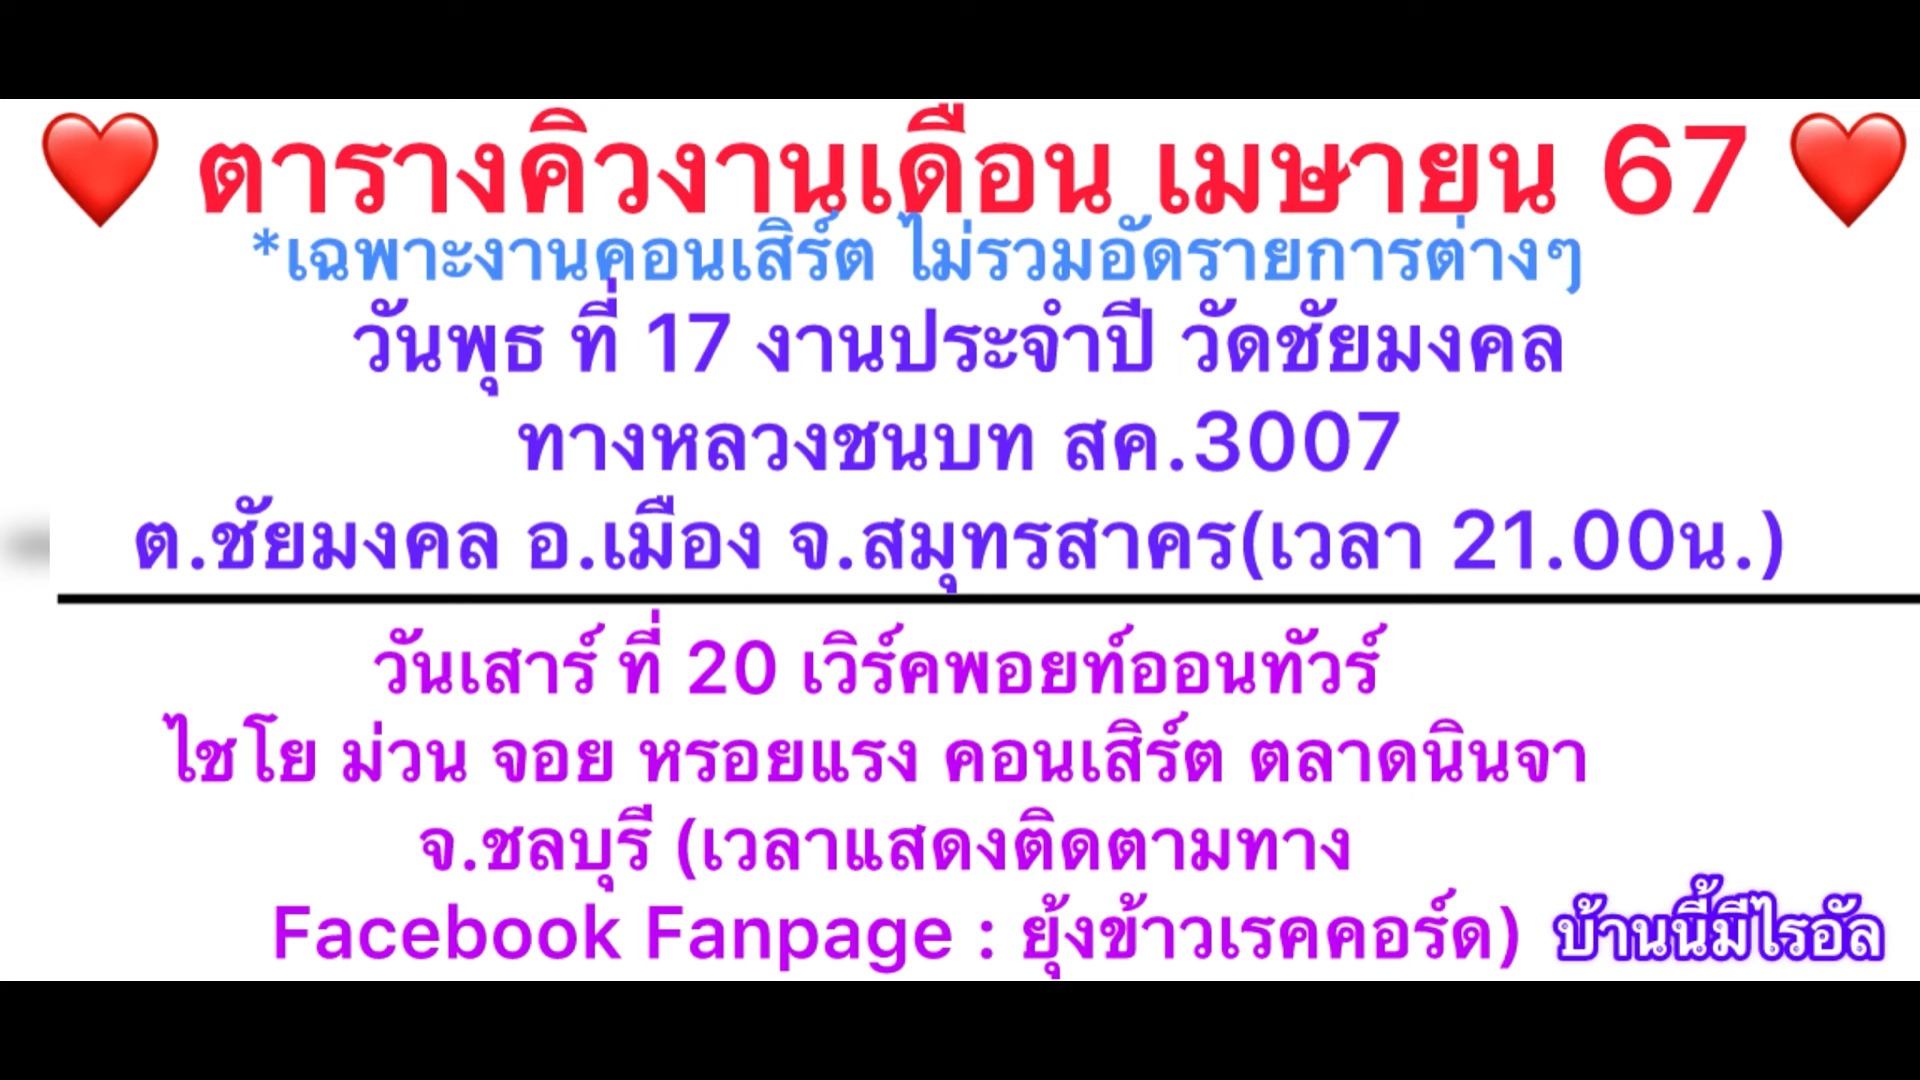 ❤️ ตารางคิวงานเดือน เมษายน 67 ❤️
*เฉพาะงานคอนเสิร์ต ไม่รวมอัดรายการต่างๆ
วันพุธ ที่ 17 งานประจำปี วัดชัยมงคล
ทางหลวงชนบท สค.3007
ต.ชัยมงคล อ.เมือง จ.สมุทรสาคร(เวลา 21.00น.)
วันเสาร์ ที่ 20 เวิร์คพอยท์ออนทัวร์
ไชโย ม่วน จอย หรอยแรง คอนเสิร์ต ตลาดนินจา
จ.ชลบุรี (เวลาแสดงติดตามทาง
Facebook Fanpage : ยุ้งข้าวเรคคอร์ด)
บ้านนี้มีไรอัล